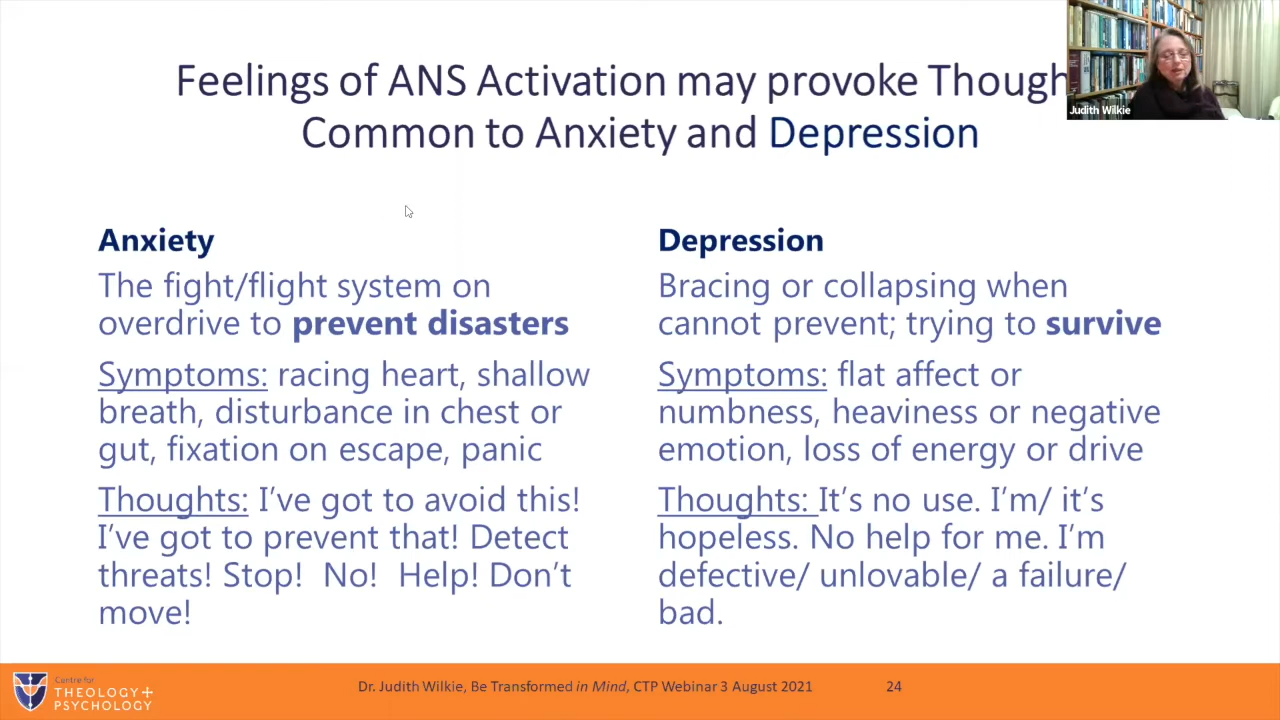 Feelings of ANS Activation may provoke Though
Common to Anxiety and Depression
Judith Wilkie
Anxiety
The fight/flight system on
overdrive to prevent disasters
Symptoms: racing heart, shallow
breath, disturbance in chest or
gut, fixation on escape, panic
Thoughts: I've got to avoid this!
I've got to prevent that! Detect
threats! Stop!  No!  Help! Don't
move!
Depression
Bracing or collapsing when
cannot prevent; trying to survive
Symptoms: flat affect or
numbness, heaviness or negative
emotion, loss of energy or drive
Thoughts: It's no use. I'm/ it's
hopeless. No help for me. I'm
defective/ unlovable/ a failure/
bad.
Centre for
THEOLOGY+
PSYCHOLOGY
Dr. Judith Wilkie, Be Transformed in Mind, CTP Webinar 3 August 2021
24